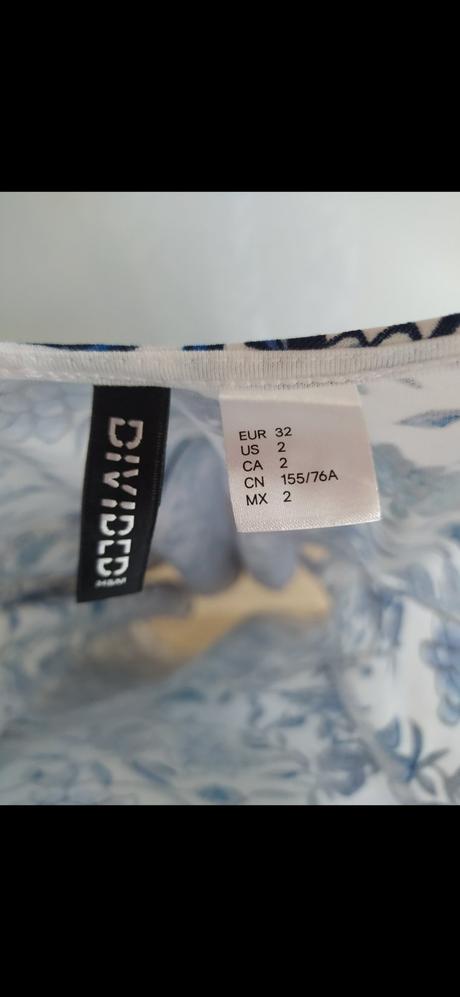 DIVIDED
H&M
EUR 32
US 2
CA 2
CN 155/76A
MX 2